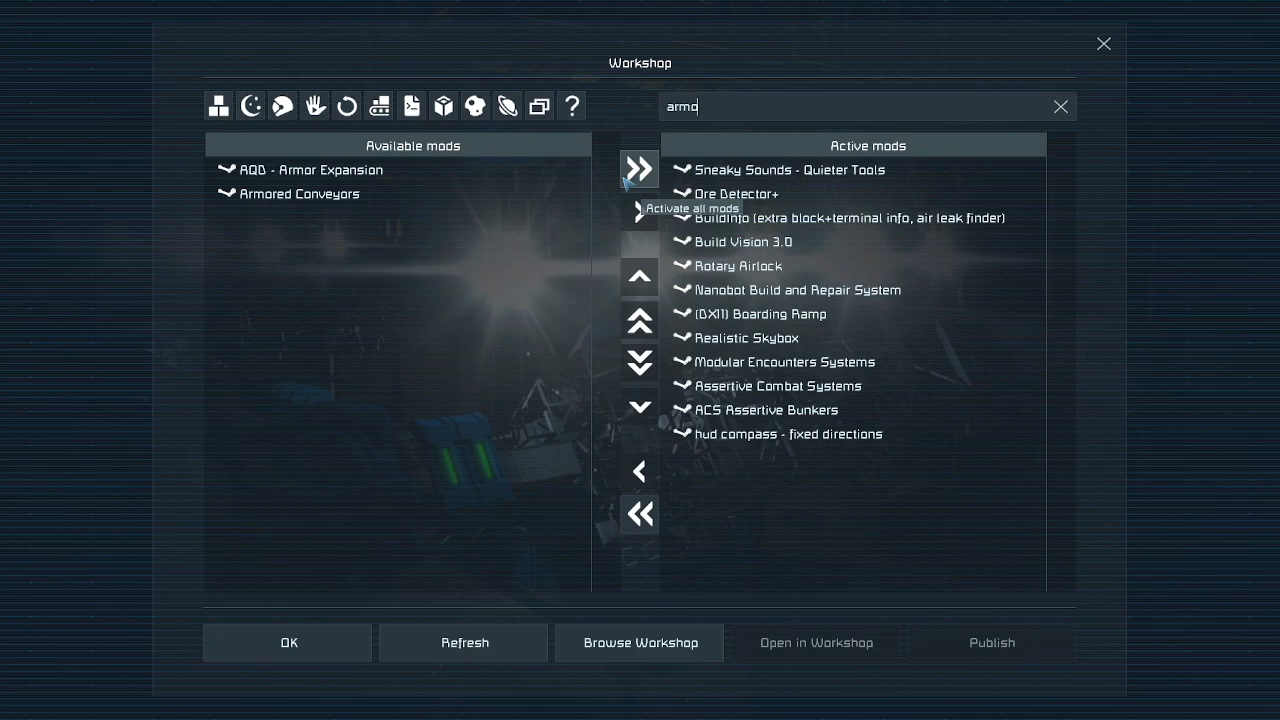 Workshop
?
armo
Available mods
Active mods
AQD - Armor Expansion
Armored Conveyors
Sneaky Sounds - Quieter Tools
Ore Detector+
Activate all mods
BuildInfo (extra block+terminal info, air leak finder)
Build Vision 3.0
Rotary Airlock
Nanobot Build and Repair System
(DX11) Boarding Ramp
Realistic Skybox
Modular Encounters Systems
Assertive Combat Systems
ACS Assertive Bunkers
hud compass - fixed directions
OK
Refresh
Browse Workshop
Open in Workshop
Publish